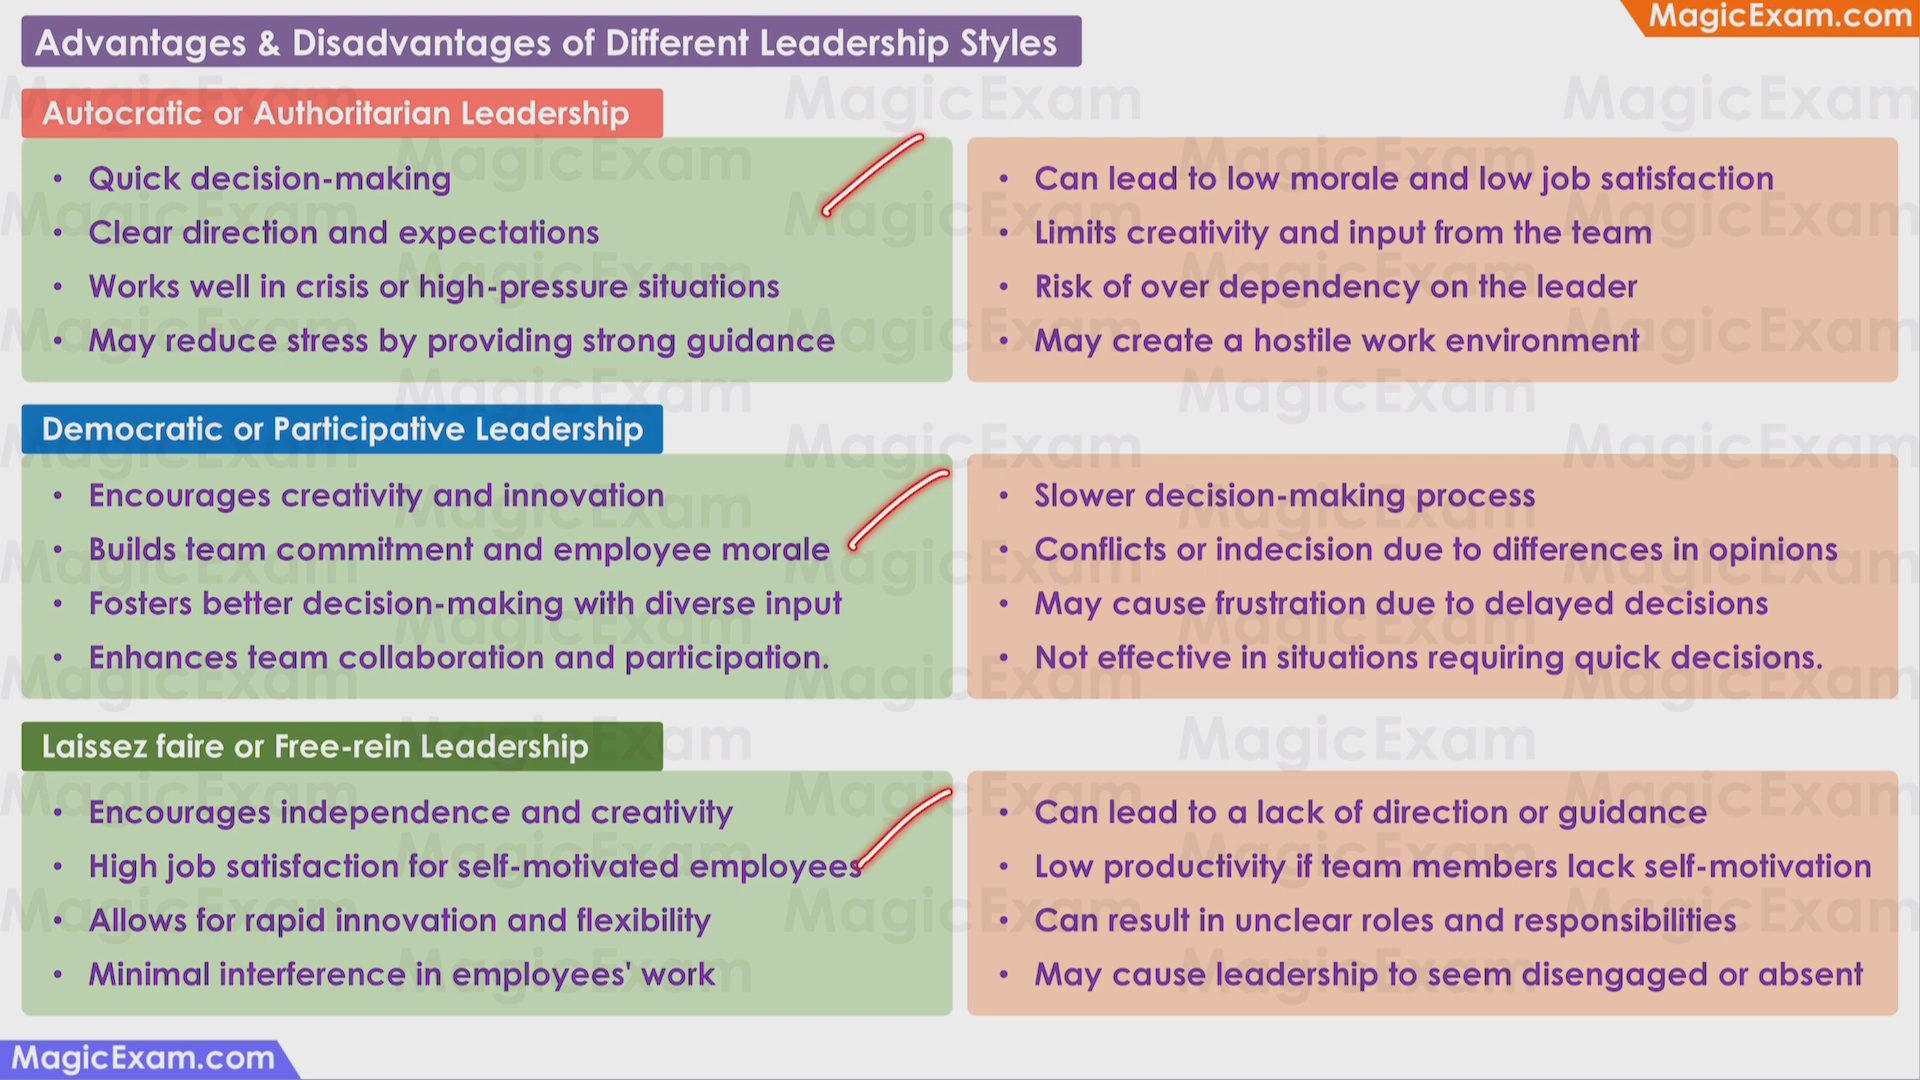 MagicExam.com
Advantages & Disadvantages of Different Leadership Styles
Autocratic or Authoritarian Leadership
• Quick decision-making
• Clear direction and expectations
• Works well in crisis or high-pressure situations
• May reduce stress by providing strong guidance
• Can lead to low morale and low job satisfaction
• Limits creativity and input from the team
• Risk of over dependency on the leader
• May create a hostile work environment
Democratic or Participative Leadership
• Encourages creativity and innovation
• Builds team commitment and employee morale
• Fosters better decision-making with diverse input
• Enhances team collaboration and participation.
• Slower decision-making process
• Conflicts or indecision due to differences in opinions
• May cause frustration due to delayed decisions
• Not effective in situations requiring quick decisions.
Laissez faire or Free-rein Leadership
• Encourages independence and creativity
• High job satisfaction for self-motivated employees
• Allows for rapid innovation and flexibility
• Minimal interference in employees' work
• Can lead to a lack of direction or guidance
• Low productivity if team members lack self-motivation
• Can result in unclear roles and responsibilities
• May cause leadership to seem disengaged or absent
MagicExam.com